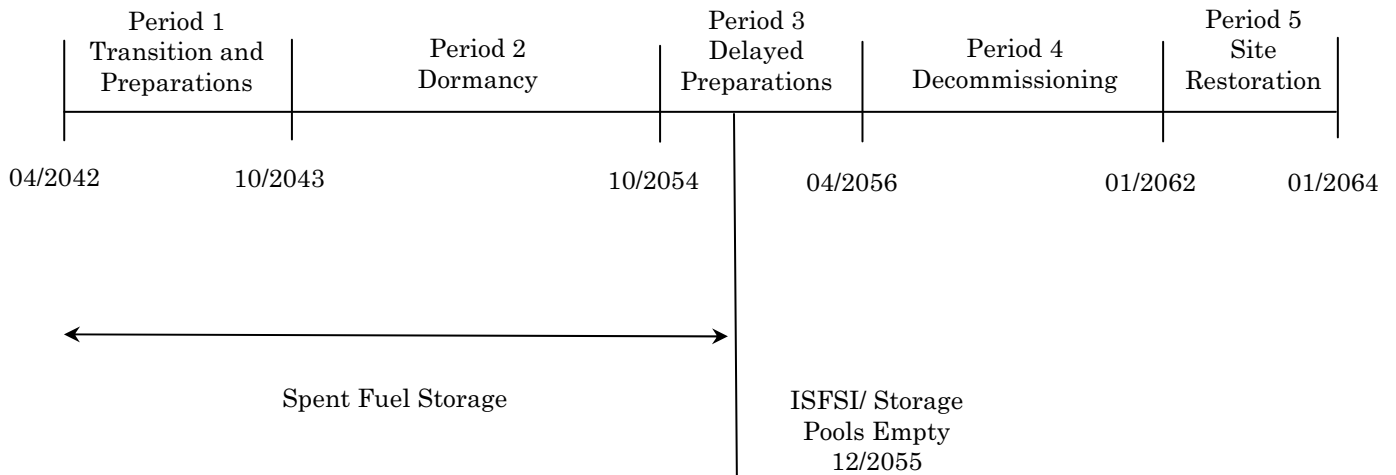 Period 1
Transition and
Preparations
Period 2
Dormancy
Period 3
Delayed
Preparations
Period 4
Decommissioning
Period 5
Site
Restoration
04/2042
10/2043
10/2054
04/2056
01/2062
01/2064
Spent Fuel Storage
ISFSI/ Storage
Pools Empty
12/2055